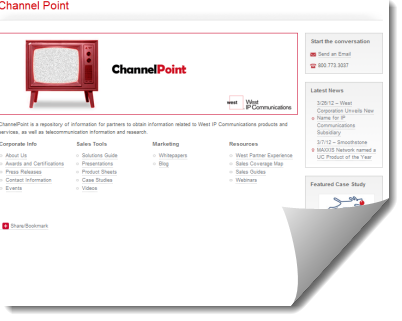 Channel Point
ChannelPoint
west
West
IP Communications
ChannelPoint is a repository of information for partners to obtain information related to West IP Communications products and
services, as well as telecommunication information and research.
Corporate Info
About Us
Awards and Certifications
Press Releases
Contact Information
Events
Sales Tools
Solutions Guide
Presentations
Product Sheets
Case Studies
Videos
Marketing
Whitepapers
Blog
Resources
West Partner Experience
Sales Coverage Map
Sales Guides
Webinars
Share/Bookmark
Start the conversation
Send an Email
800.773.3037
Latest News
3/26/12 – West
Corporation Unveils New
Name for IP
Communications
Subsidiary
3/7/12 – Smoothstone
MAXXIS Network named a
UC Product of the Year
Featured Case Study